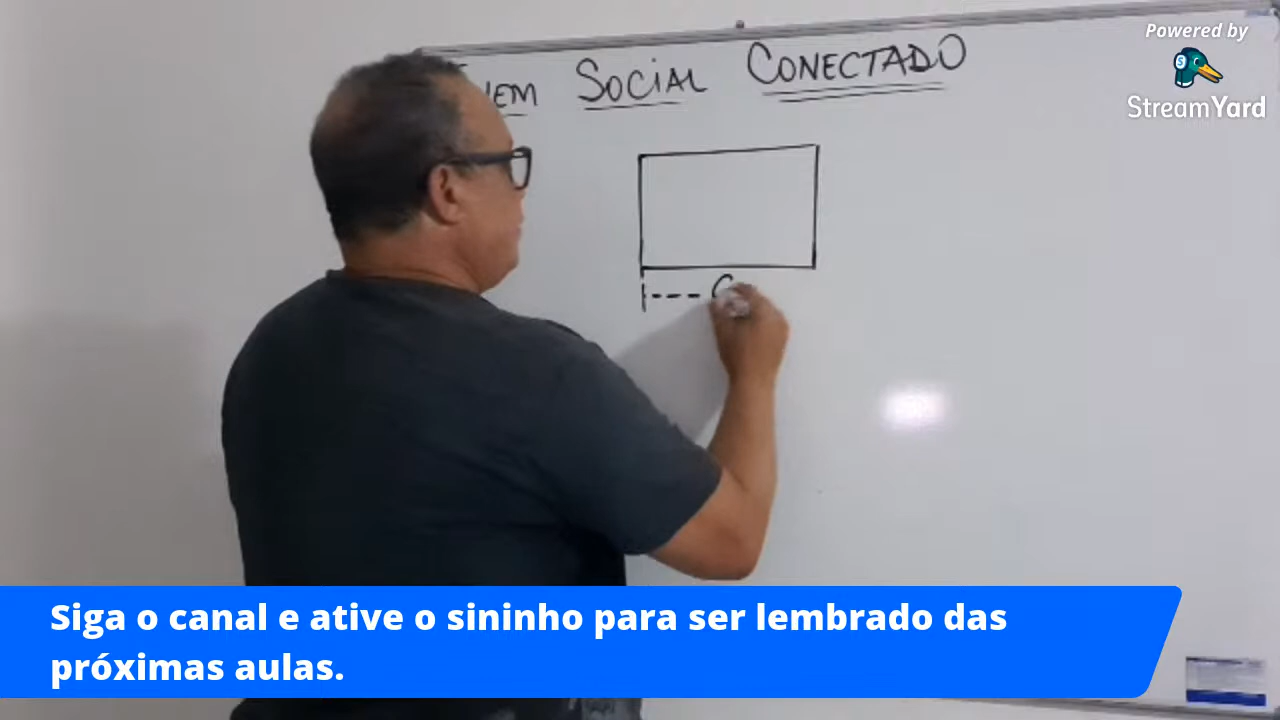 SOCIAL CONECTADO
Powered by
StreamYard
Siga o canal e ative o sininho para ser lembrado das
próximas aulas.